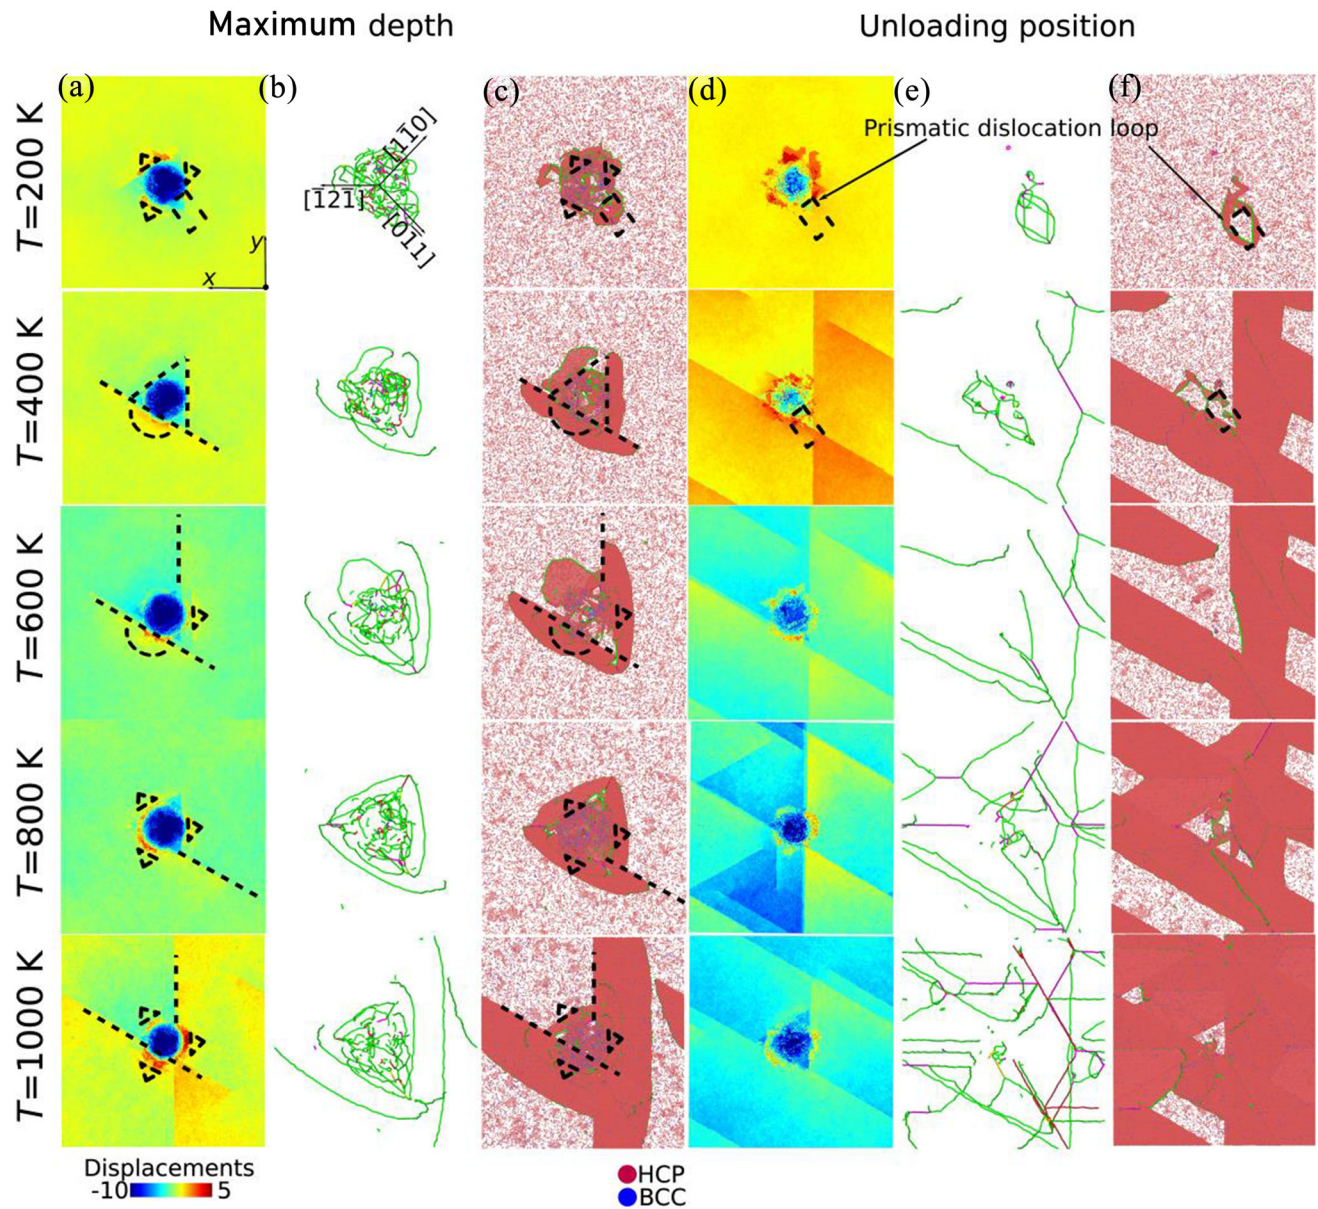 Maximum depth
Unloading position
(a)
(b)
(c)
(d)
(e)
(f)
T=200 K
[11̅0]
[1̅21̅]
[01̅1]
Prismatic dislocation loop
y
x
T=400 K
T=600 K
T=800 K
T=1000 K
Displacements
-10
5
HCP
BCC